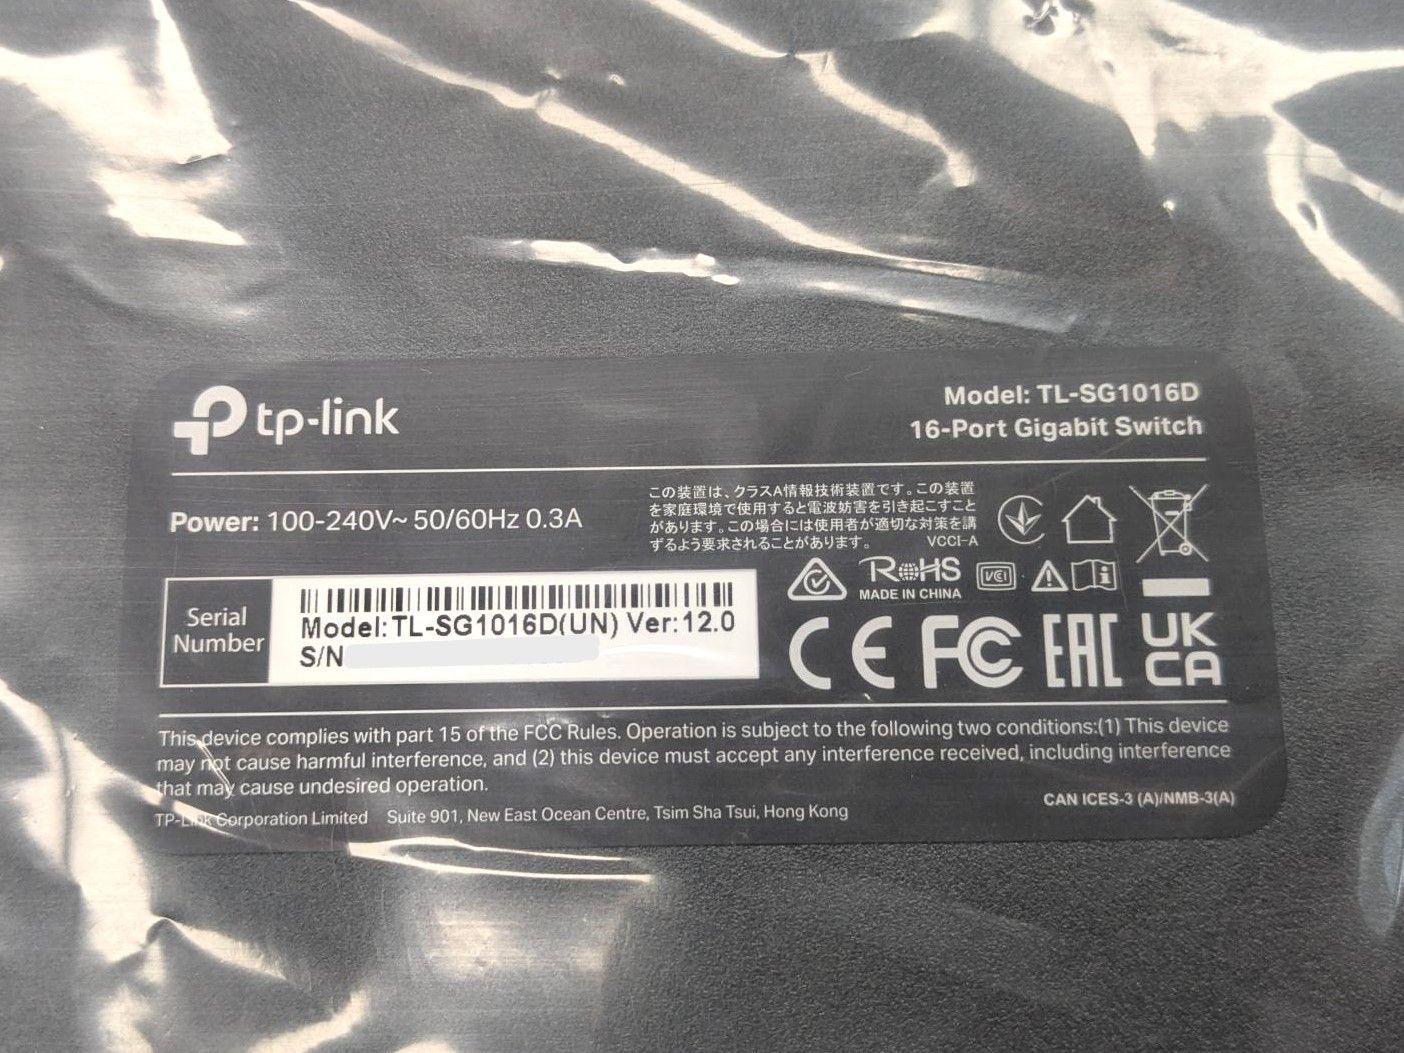 tp-link
Model: TL-SG1016D
16-Port Gigabit Switch
Power: 100-240V~ 50/60Hz 0.3A
この装置は、クラスA情報技術装置です。この装置
を家庭環境で使用すると電波妨害を引き起こすこと
があります。この場合には使用者が適切な対策を講
ずるよう要求されることがあります。 VCCI-A
RoHS
MADE IN CHINA
VCCI
Serial
Number
Model:TL-SG1016D(UN) Ver:12.0
S/N
CE FC EAC UK
CA
This device complies with part 15 of the FCC Rules. Operation is subject to the following two conditions:(1) This device
may not cause harmful interference, and (2) this device must accept any interference received, including interference
that may cause undesired operation.
CAN ICES-3 (A)/NMB-3(A)
TP-Link Corporation Limited Suite 901, New East Ocean Centre, Tsim Sha Tsui, Hong Kong